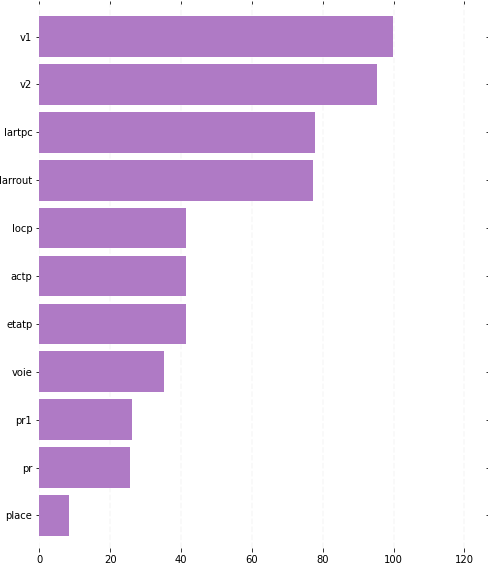 v1
v2
lartpc
larrout
locp
actp
etatp
voie
pr1
pr
place
0 20 40 60 80 100 120